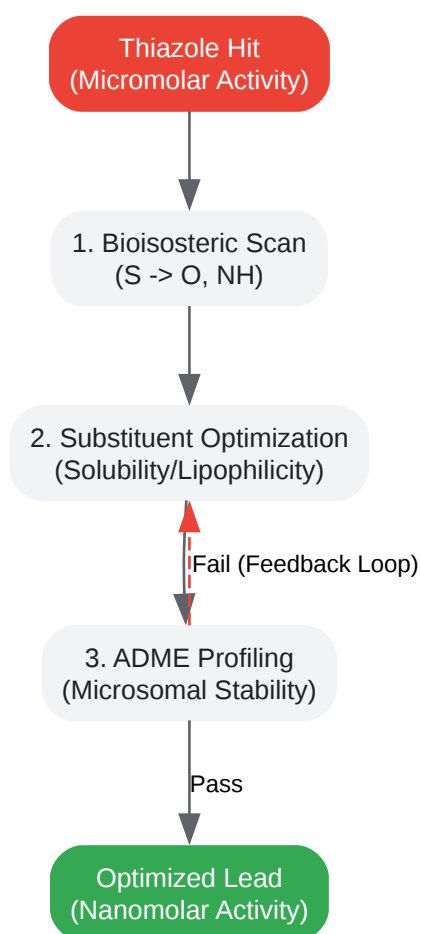 Thiazole Hit
(Micromolar Activity)
1. Bioisosteric Scan
(S -> O, NH)
2. Substituent Optimization
(Solubility/Lipophilicity)
Fail (Feedback Loop)
3. ADME Profiling
(Microsomal Stability)
Pass
Optimized Lead
(Nanomolar Activity)